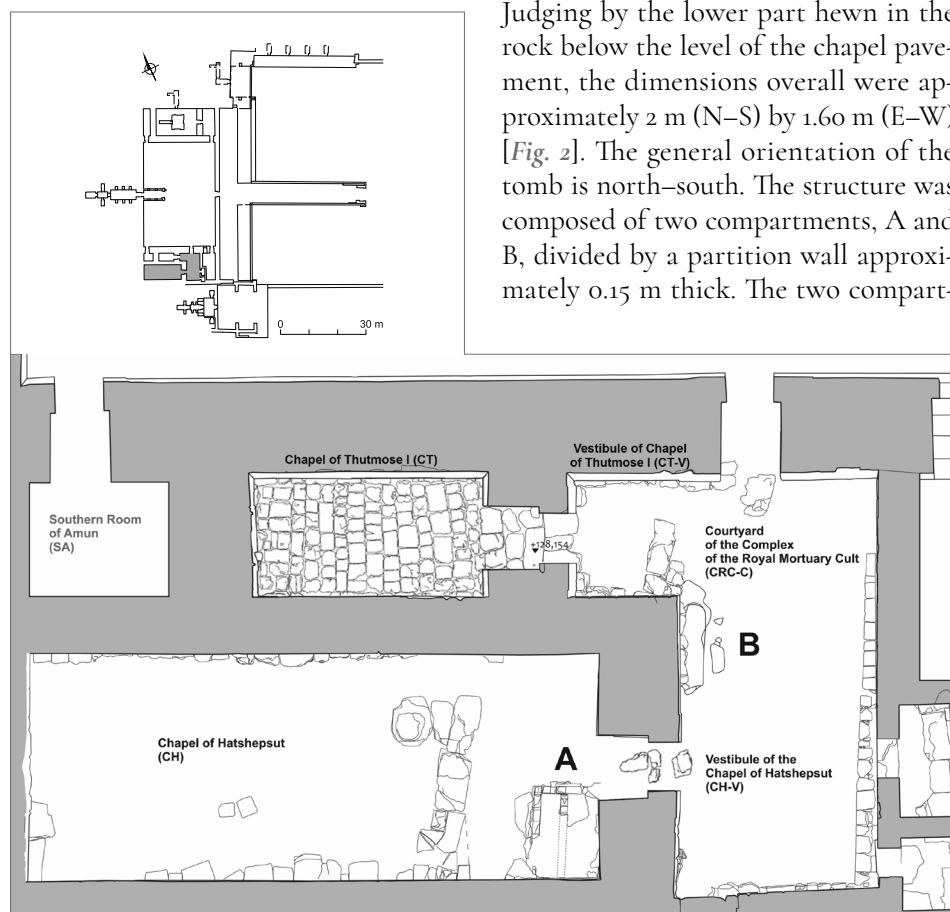 Judging by the lower part hewn in the
rock below the level of the chapel pave-
ment, the dimensions overall were ap-
proximately 2 m (N–S) by 1.60 m (E–W)
[Fig. 2]. The general orientation of the
tomb is north–south. The structure was
composed of two compartments, A and
B, divided by a partition wall approxi-
mately 0.15 m thick. The two compart-
0 30 m
Chapel of Thutmose I (CT)
Vestibule of Chapel
of Thutmose I (CT-V)
Southern Room
of Amun
(SA)
+128,154
Courtyard
of the Complex
of the Royal Mortuary Cult
(CRC-C)
B
Chapel of Hatshepsut
(CH)
A
Vestibule of the
Chapel of Hatshepsut
(CH-V)